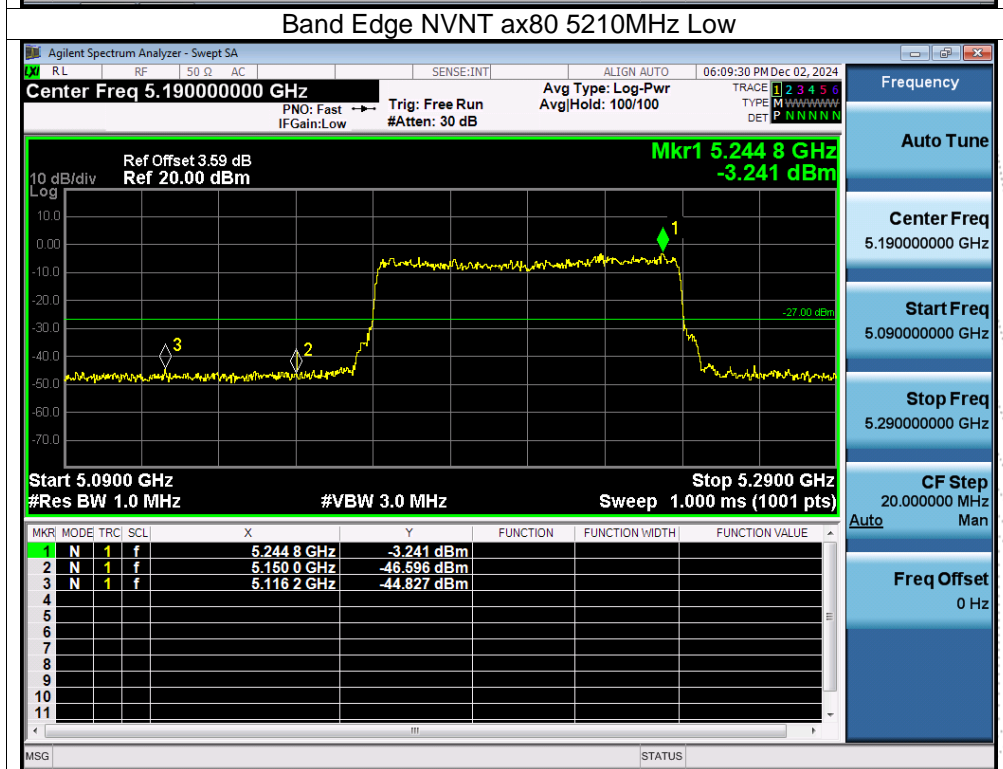 Band Edge NVNT ax80 5210MHz Low
Agilent Spectrum Analyzer - Swept SA
LXI RL RF 50 Ω AC SENSE:INT ALIGN AUTO 06:09:30 PM Dec 02, 2024
Center Freq 5.190000000 GHz
PNO: Fast
IFGain:Low
Trig: Free Run
#Atten: 30 dB
Avg Type: Log-Pwr
Avg|Hold: 100/100
TRACE 1 2 3 4 5 6
TYPE M WWWWW
DET P N N N N N
Mkr1 5.244 8 GHz
-3.241 dBm
Ref Offset 3.59 dB
10 dB/div Ref 20.00 dBm
Log
10.0
0.00
-10.0
-20.0
-30.0
-40.0
-50.0
-60.0
-70.0
1
-27.00 dBm
3
2
Start 5.0900 GHz Stop 5.2900 GHz
#Res BW 1.0 MHz #VBW 3.0 MHz Sweep 1.000 ms (1001 pts)
MKR MODE TRC SCL X Y FUNCTION FUNCTION WIDTH FUNCTION VALUE
1 N 1 f 5.244 8 GHz -3.241 dBm
2 N 1 f 5.150 0 GHz -46.596 dBm
3 N 1 f 5.116 2 GHz -44.827 dBm
4
5
6
7
8
9
10
11
MSG STATUS
Frequency
Auto Tune
Center Freq
5.190000000 GHz
Start Freq
5.090000000 GHz
Stop Freq
5.290000000 GHz
CF Step
20.000000 MHz
Auto Man
Freq Offset
0 Hz